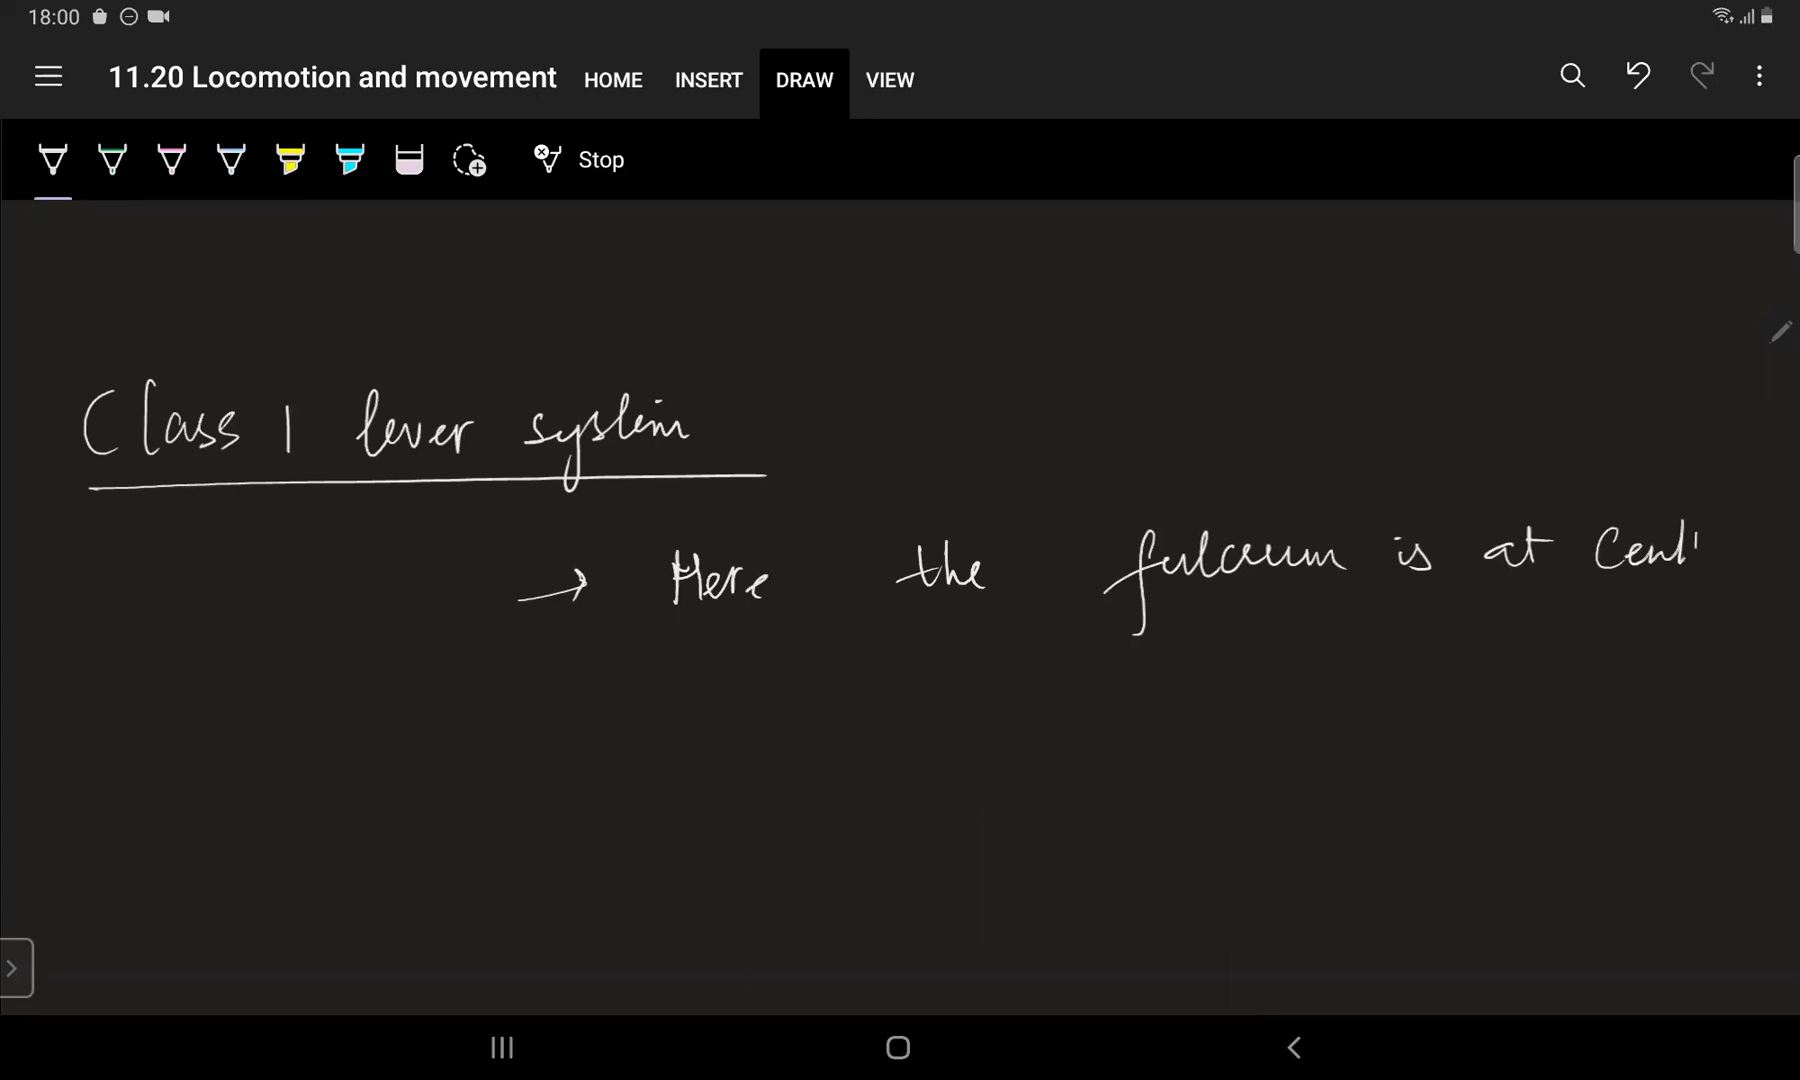 18:00
11.20 Locomotion and movement HOME INSERT DRAW VIEW
Stop
Class 1 lever system
→ Here the fulcrum is at Cent